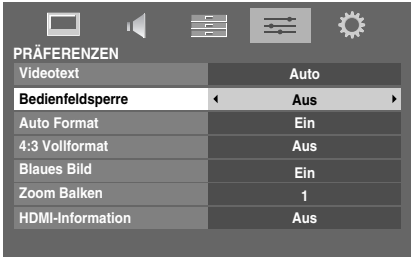 PRÄFERENZEN
Videotext Auto
Bedienfeldsperre Aus
Auto Format Ein
4:3 Vollformat Aus
Blaues Bild Ein
Zoom Balken 1
HDMI-Information Aus